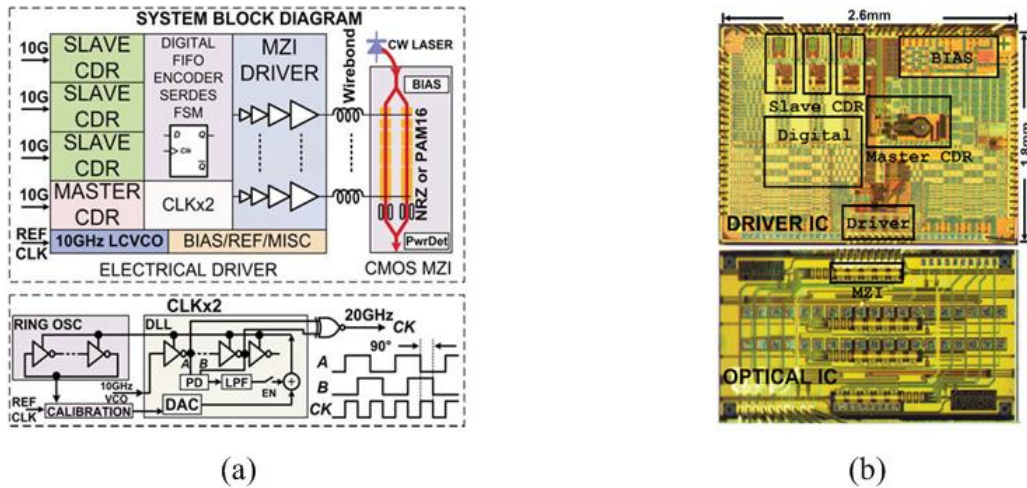 SYSTEM BLOCK DIAGRAM
10G
SLAVE
CDR
10G
SLAVE
CDR
10G
SLAVE
CDR
10G
MASTER
CDR
REF
CLK
10GHz LCVCO
DIGITAL
FIFO
ENCODER
SERDES
FSM
D Q
Clk
Q
CLKx2
BIAS/REF/MISC
MZI
DRIVER
Wirebond
CW LASER
BIAS
NRZ or PAM16
PwrDet
ELECTRICAL DRIVER
CMOS MZI
CLKx2
RING OSC
DLL
A
B
PD
LPF
EN
+
10GHz
VCO
REF
CLK
CALIBRATION
DAC
20GHz
CK
90°
A
B
CK
(a)
2.6mm
1.8mm
BIAS
Slave CDR
Digital
Master CDR
DRIVER IC
Driver
MZI
OPTICAL IC
(b)